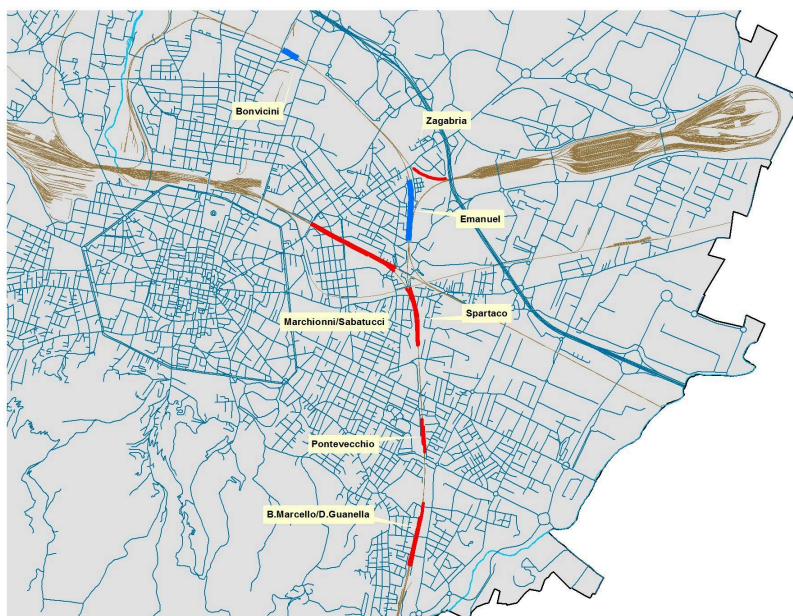 Bonvicini
Zagabria
Emanuel
Spartaco
Marchionni/Sabatucci
Pontevecchio
B.Marcello/D.Guanella